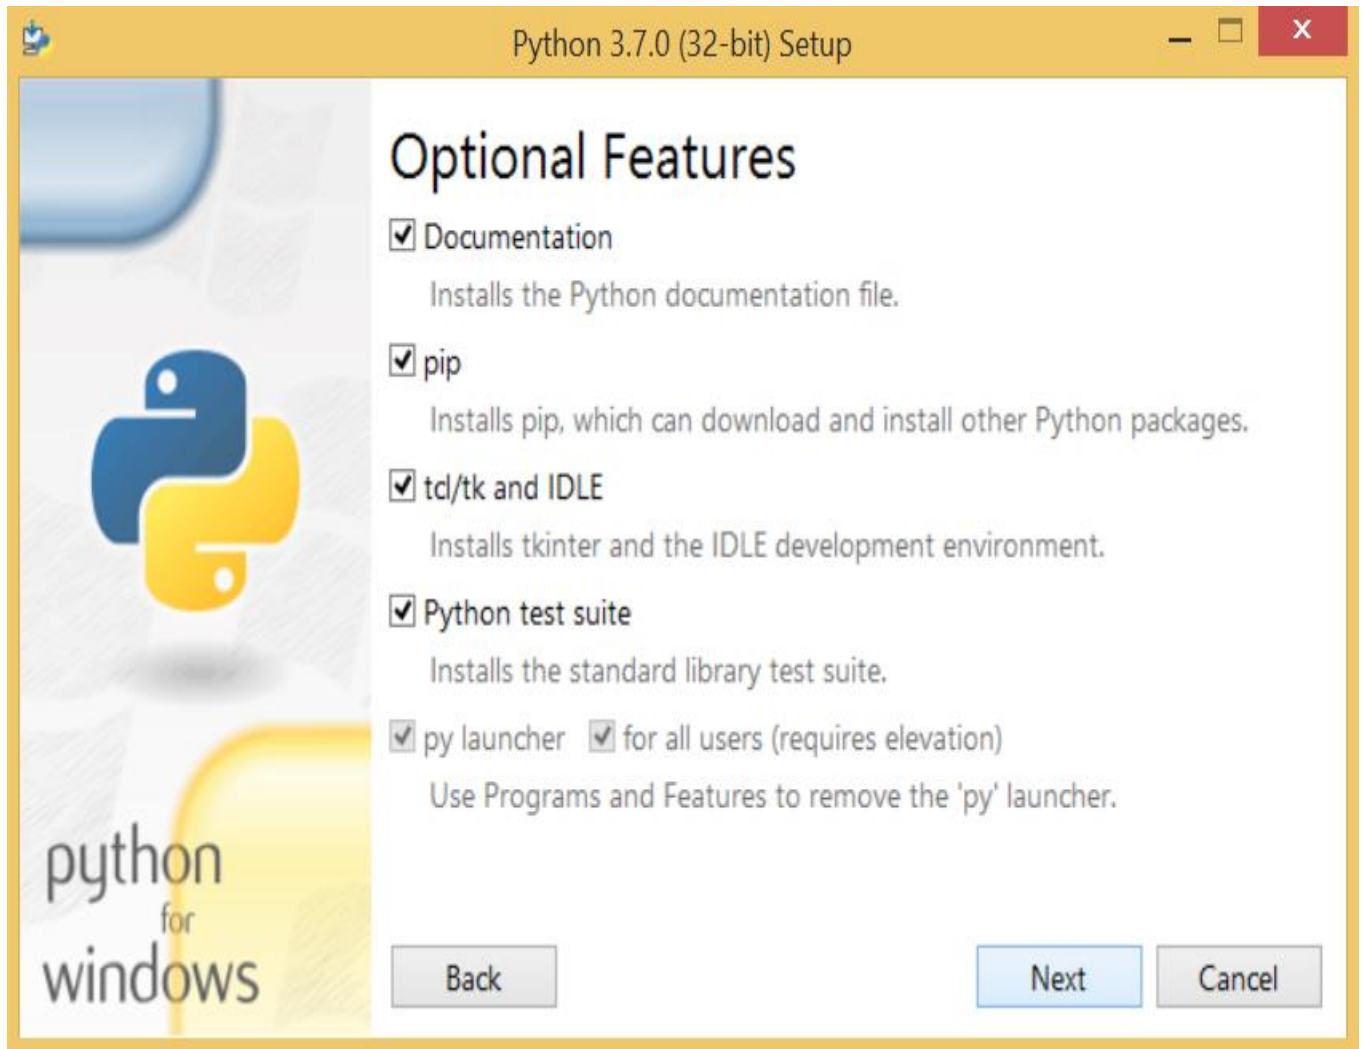 Python 3.7.0 (32-bit) Setup
X
Optional Features
Documentation
Installs the Python documentation file.
pip
Installs pip, which can download and install other Python packages.
tcl/tk and IDLE
Installs tkinter and the IDLE development environment.
Python test suite
Installs the standard library test suite.
py launcher for all users (requires elevation)
Use Programs and Features to remove the 'py' launcher.
python
for
windows
Back Next Cancel